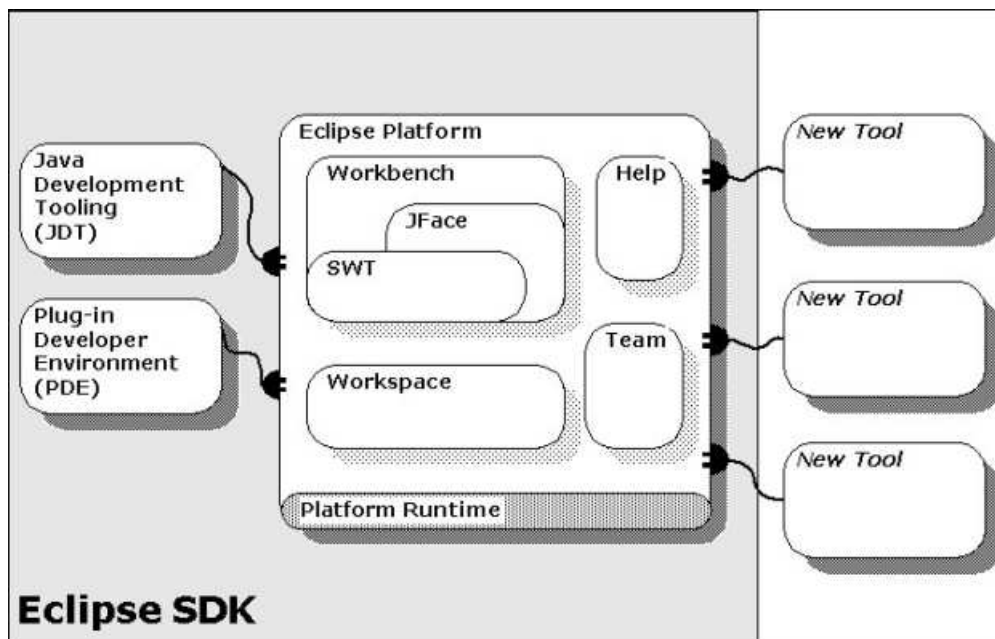 Java
Development
Tooling
(JDT)
Plug-in
Developer
Environment
(PDE)
Eclipse Platform
Workbench
JFace
SWT
Help
Workspace
Team
Platform Runtime
New Tool
New Tool
New Tool
Eclipse SDK